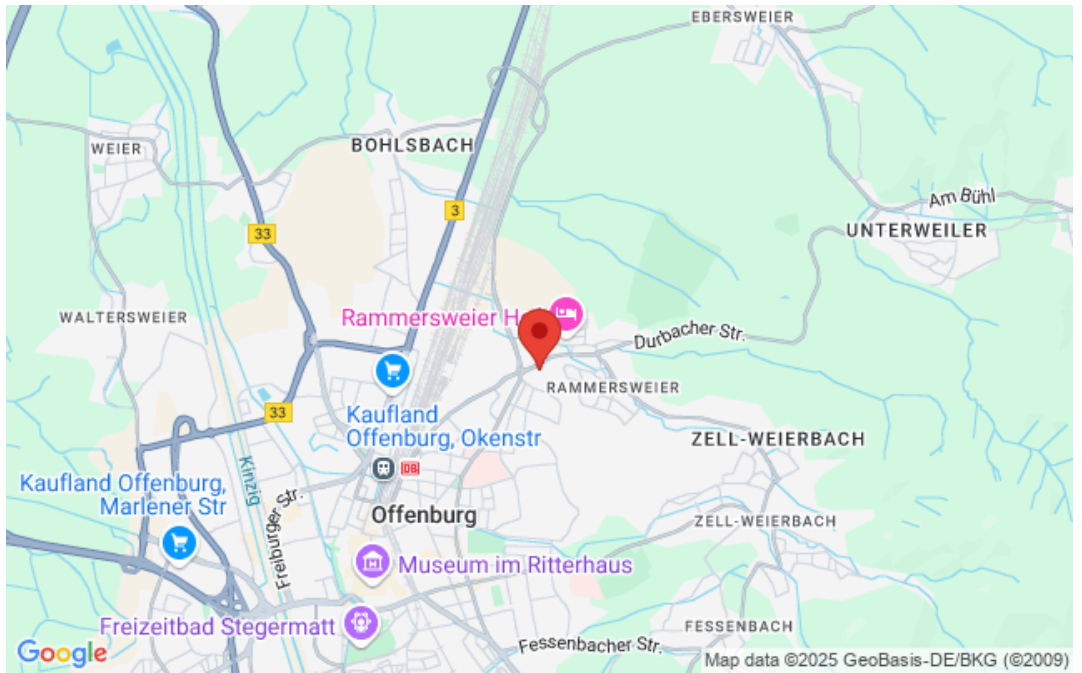 EBERSWEIER
BOHLSBACH
WEIER
Am Bühl
3
33
UNTERWEILER
WALTERSWEIER
Rammersweier H
Durbacher Str.
RAMMERSWEIER
33
Kaufland
Offenburg, Okenstr
ZELL-WEIERBACH
DB
Kinzig
Kaufland Offenburg,
Marlener Str
Freiburger Str.
Offenburg
ZELL-WEIERBACH
Museum im Ritterhaus
Freizeitbad Stegermatt
FESSENBACH
Fessenbacher Str.
Google
Map data ©2025 GeoBasis-DE/BKG (©2009)